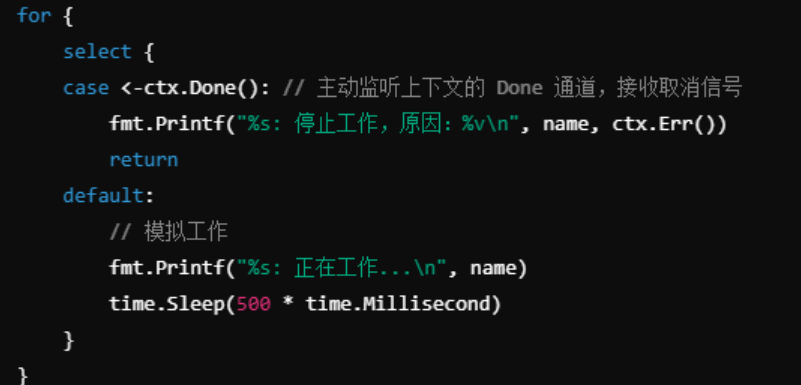 for {
    select {
    case <-ctx.Done(): // 主动监听上下文的 Done 通道，接收取消信号
        fmt.Printf("%s: 停止工作，原因：%v\n", name, ctx.Err())
        return
    default:
        // 模拟工作
        fmt.Printf("%s: 正在工作...\n", name)
        time.Sleep(500 * time.Millisecond)
    }
}